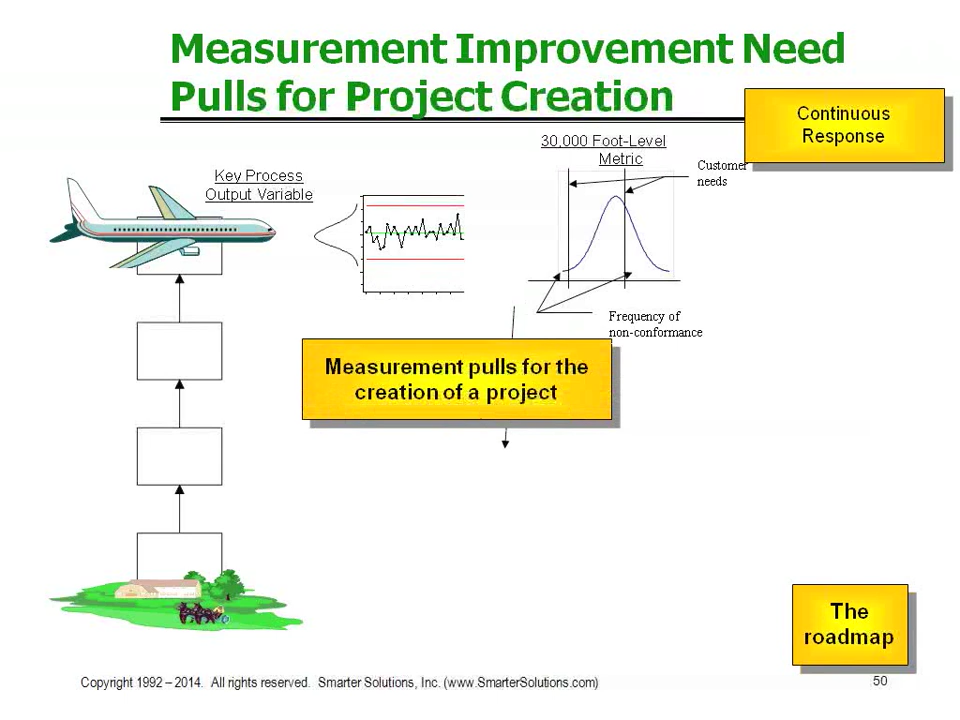 Measurement Improvement Need
Pulls for Project Creation
Continuous
Response
30,000 Foot-Level
Metric
Customer
needs
Key Process
Output Variable
Frequency of
non-conformance
Measurement pulls for the
creation of a project
The
roadmap
Copyright 1992 – 2014. All rights reserved. Smarter Solutions, Inc. (www.SmarterSolutions.com)
50